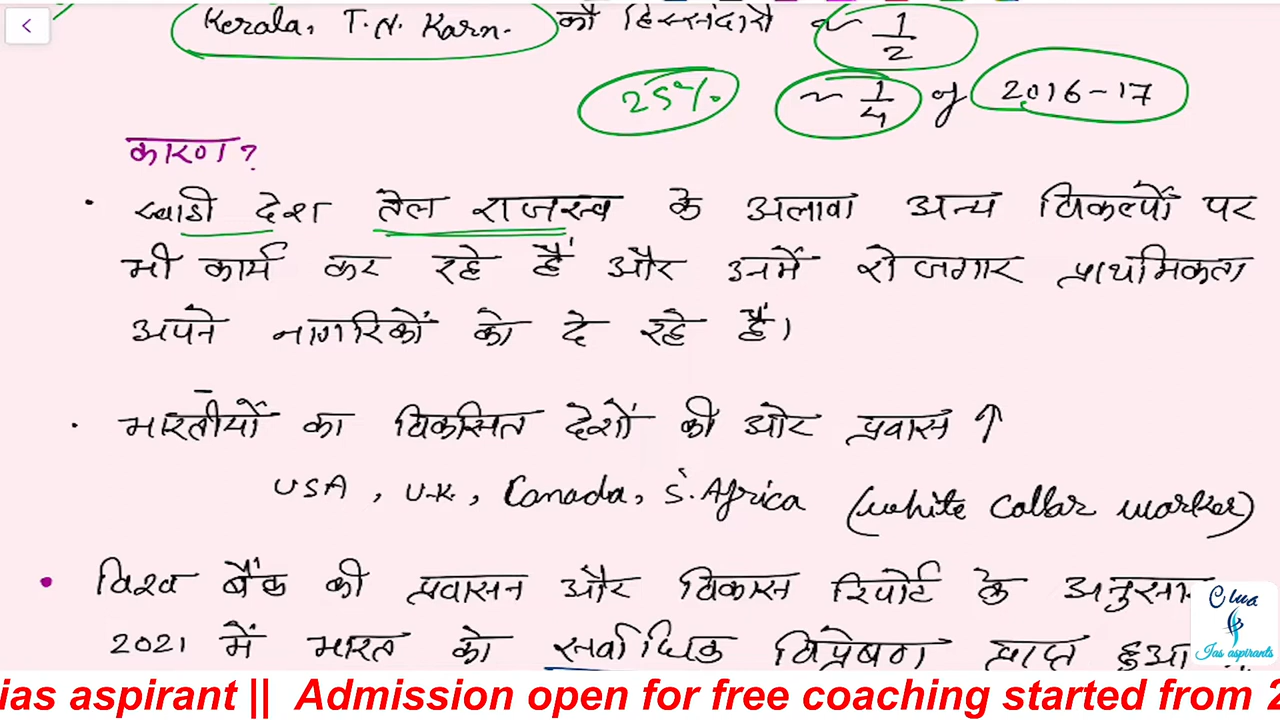 Kerala, T.N. Karn. की हिस्सेदारी ~ 1/2
25% ~ 1/4 of 2016-17
कारण?
• खाड़ी देश तेल राजस्व के अलावा अन्य विकल्पों पर
भी कार्य कर रहे हैं और उनमें रोजगार प्राथमिकता
अपने नागरिकों को दे रहे हैं।
• भारतीयों का विकसित देशों की ओर प्रवास ↑
USA, U.K., Canada, S. Africa (white collar worker)
• विश्व बैंक की प्रवासन और विकास रिपोर्ट के अनुसार
2021 में भारत को सर्वाधिक विप्रेषण प्राप्त हुआ
Ias aspirants
ias aspirant || Admission open for free coaching started from 2